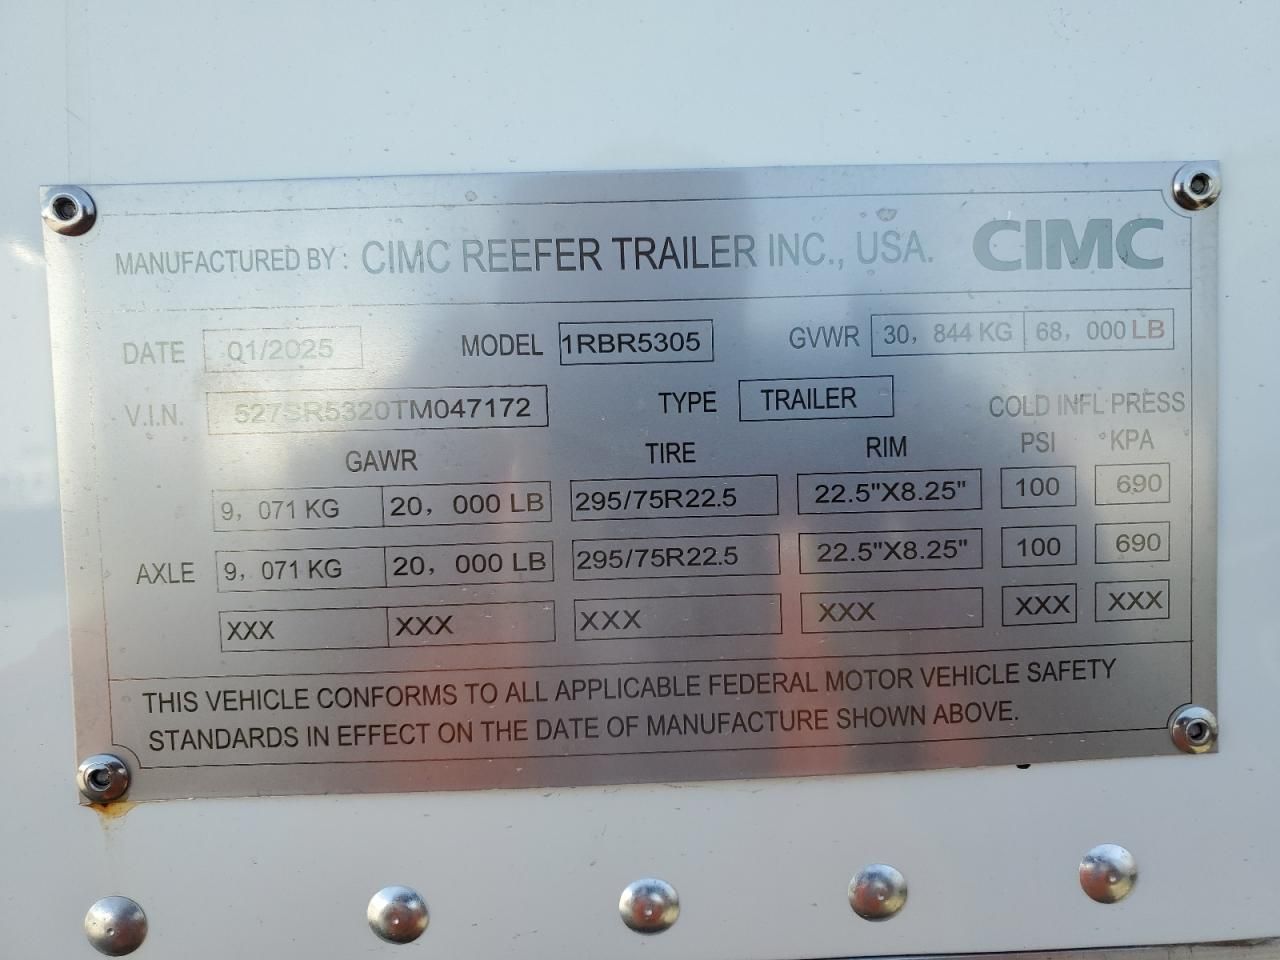 MANUFACTURED BY : CIMC REEFER TRAILER INC., USA. CIMC
DATE 01/2025 MODEL 1RBR5305 GVWR 30, 844 KG 68, 000 LB
V.I.N. 527SR5320TM047172 TYPE TRAILER COLD INFL PRESS
GAWR TIRE RIM PSI KPA
9, 071 KG 20, 000 LB 295/75R22.5 22.5"X8.25" 100 690
AXLE 9, 071 KG 20, 000 LB 295/75R22.5 22.5"X8.25" 100 690
XXX XXX XXX XXX XXX XXX
THIS VEHICLE CONFORMS TO ALL APPLICABLE FEDERAL MOTOR VEHICLE SAFETY
STANDARDS IN EFFECT ON THE DATE OF MANUFACTURE SHOWN ABOVE.